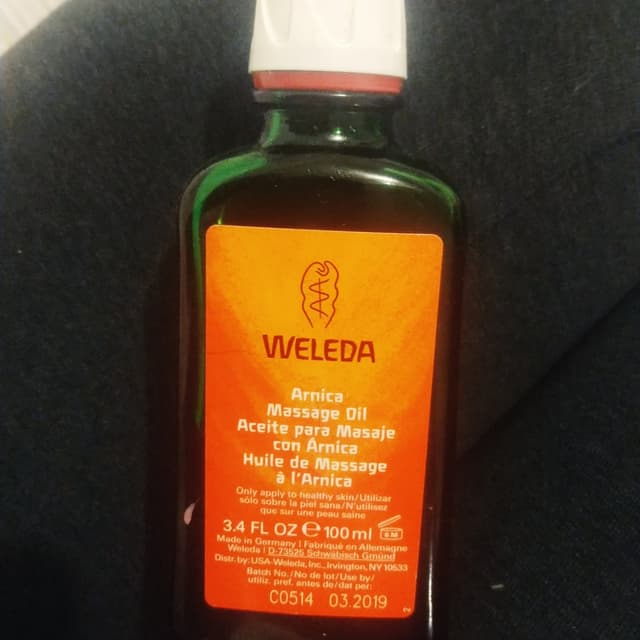 WELEDA
Arnica
Massage Oil
Aceite para Masaje
con Árnica
Huile de Massage
à l'Arnica
Only apply to healthy skin/Utilizar
sólo sobre la piel sana/N'utilisez
que sur une peau saine
3.4 FL OZ ℮ 100 ml 6 M
Made in Germany | Fabriqué en Allemagne
Weleda | D-73525 Schwäbisch Gmünd
Distr. by: USA-Weleda, Inc., Irvington, NY 10533
Batch No./No de lot/Use by/
utiliz. pref. antes de/dat per:
C0514 03.2019
2